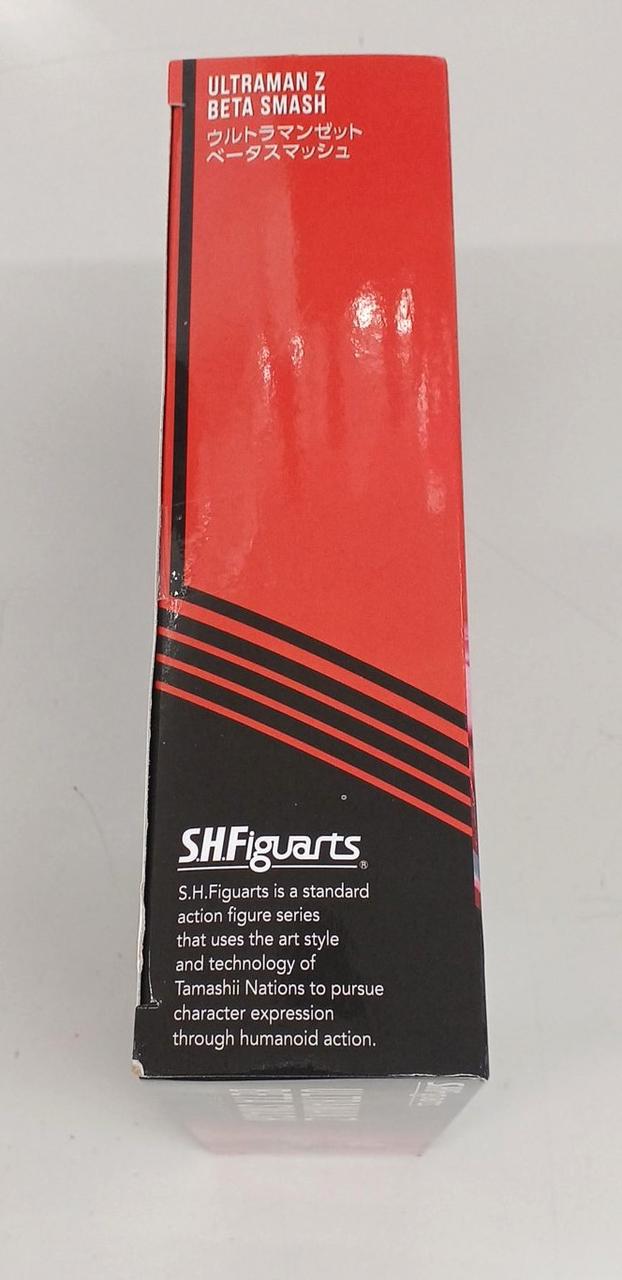 ULTRAMAN Z
BETA SMASH
ウルトラマンゼット
ベータスマッシュ
S.H.Figuarts®
S.H.Figuarts is a standard
action figure series
that uses the art style
and technology of
Tamashii Nations to pursue
character expression
through humanoid action.